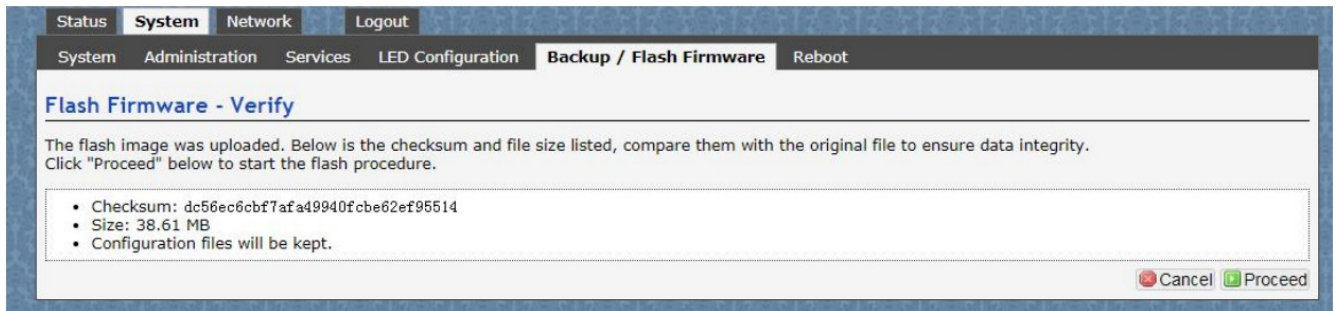 Status System Network Logout
System Administration Services LED Configuration Backup / Flash Firmware Reboot
Flash Firmware - Verify
The flash image was uploaded. Below is the checksum and file size listed, compare them with the original file to ensure data integrity.
Click "Proceed" below to start the flash procedure.
• Checksum: dc56ec6cbf7afa49940fcbe62ef95514
• Size: 38.61 MB
• Configuration files will be kept.
Cancel Proceed